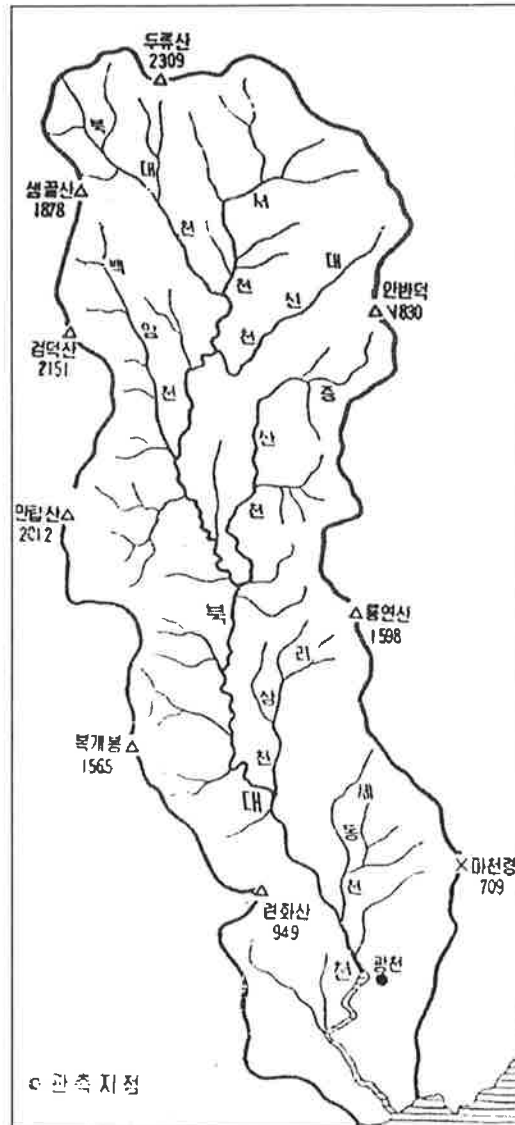 두류산
2309
북
대
천
샘골산
1878
서
천
백
암
천
신
대
천
안반덕
1830
검덕산
2151
증
산
천
만탑산
2012
룡연산
1598
북
대
천
리
상
천
복개봉
1565
세
동
천
마천령
709
련화산
949
광천
관측지점